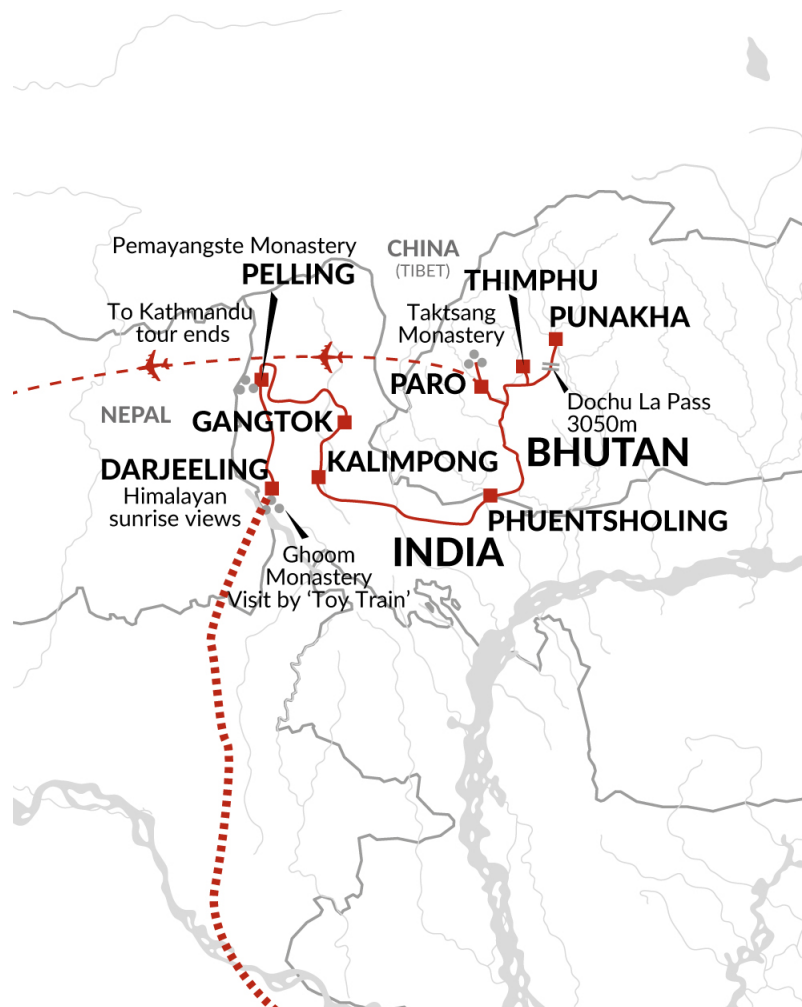 Pemayangste Monastery
PELLING
CHINA
(TIBET)
THIMPHU
PUNAKHA
To Kathmandu
tour ends
Taktsang
Monastery
PARO
Dochu La Pass
3050m
NEPAL
GANGTOK
BHUTAN
DARJEELING
Himalayan
sunrise views
KALIMPONG
PHUENTSHOLING
INDIA
Ghoom
Monastery
Visit by ‘Toy Train’